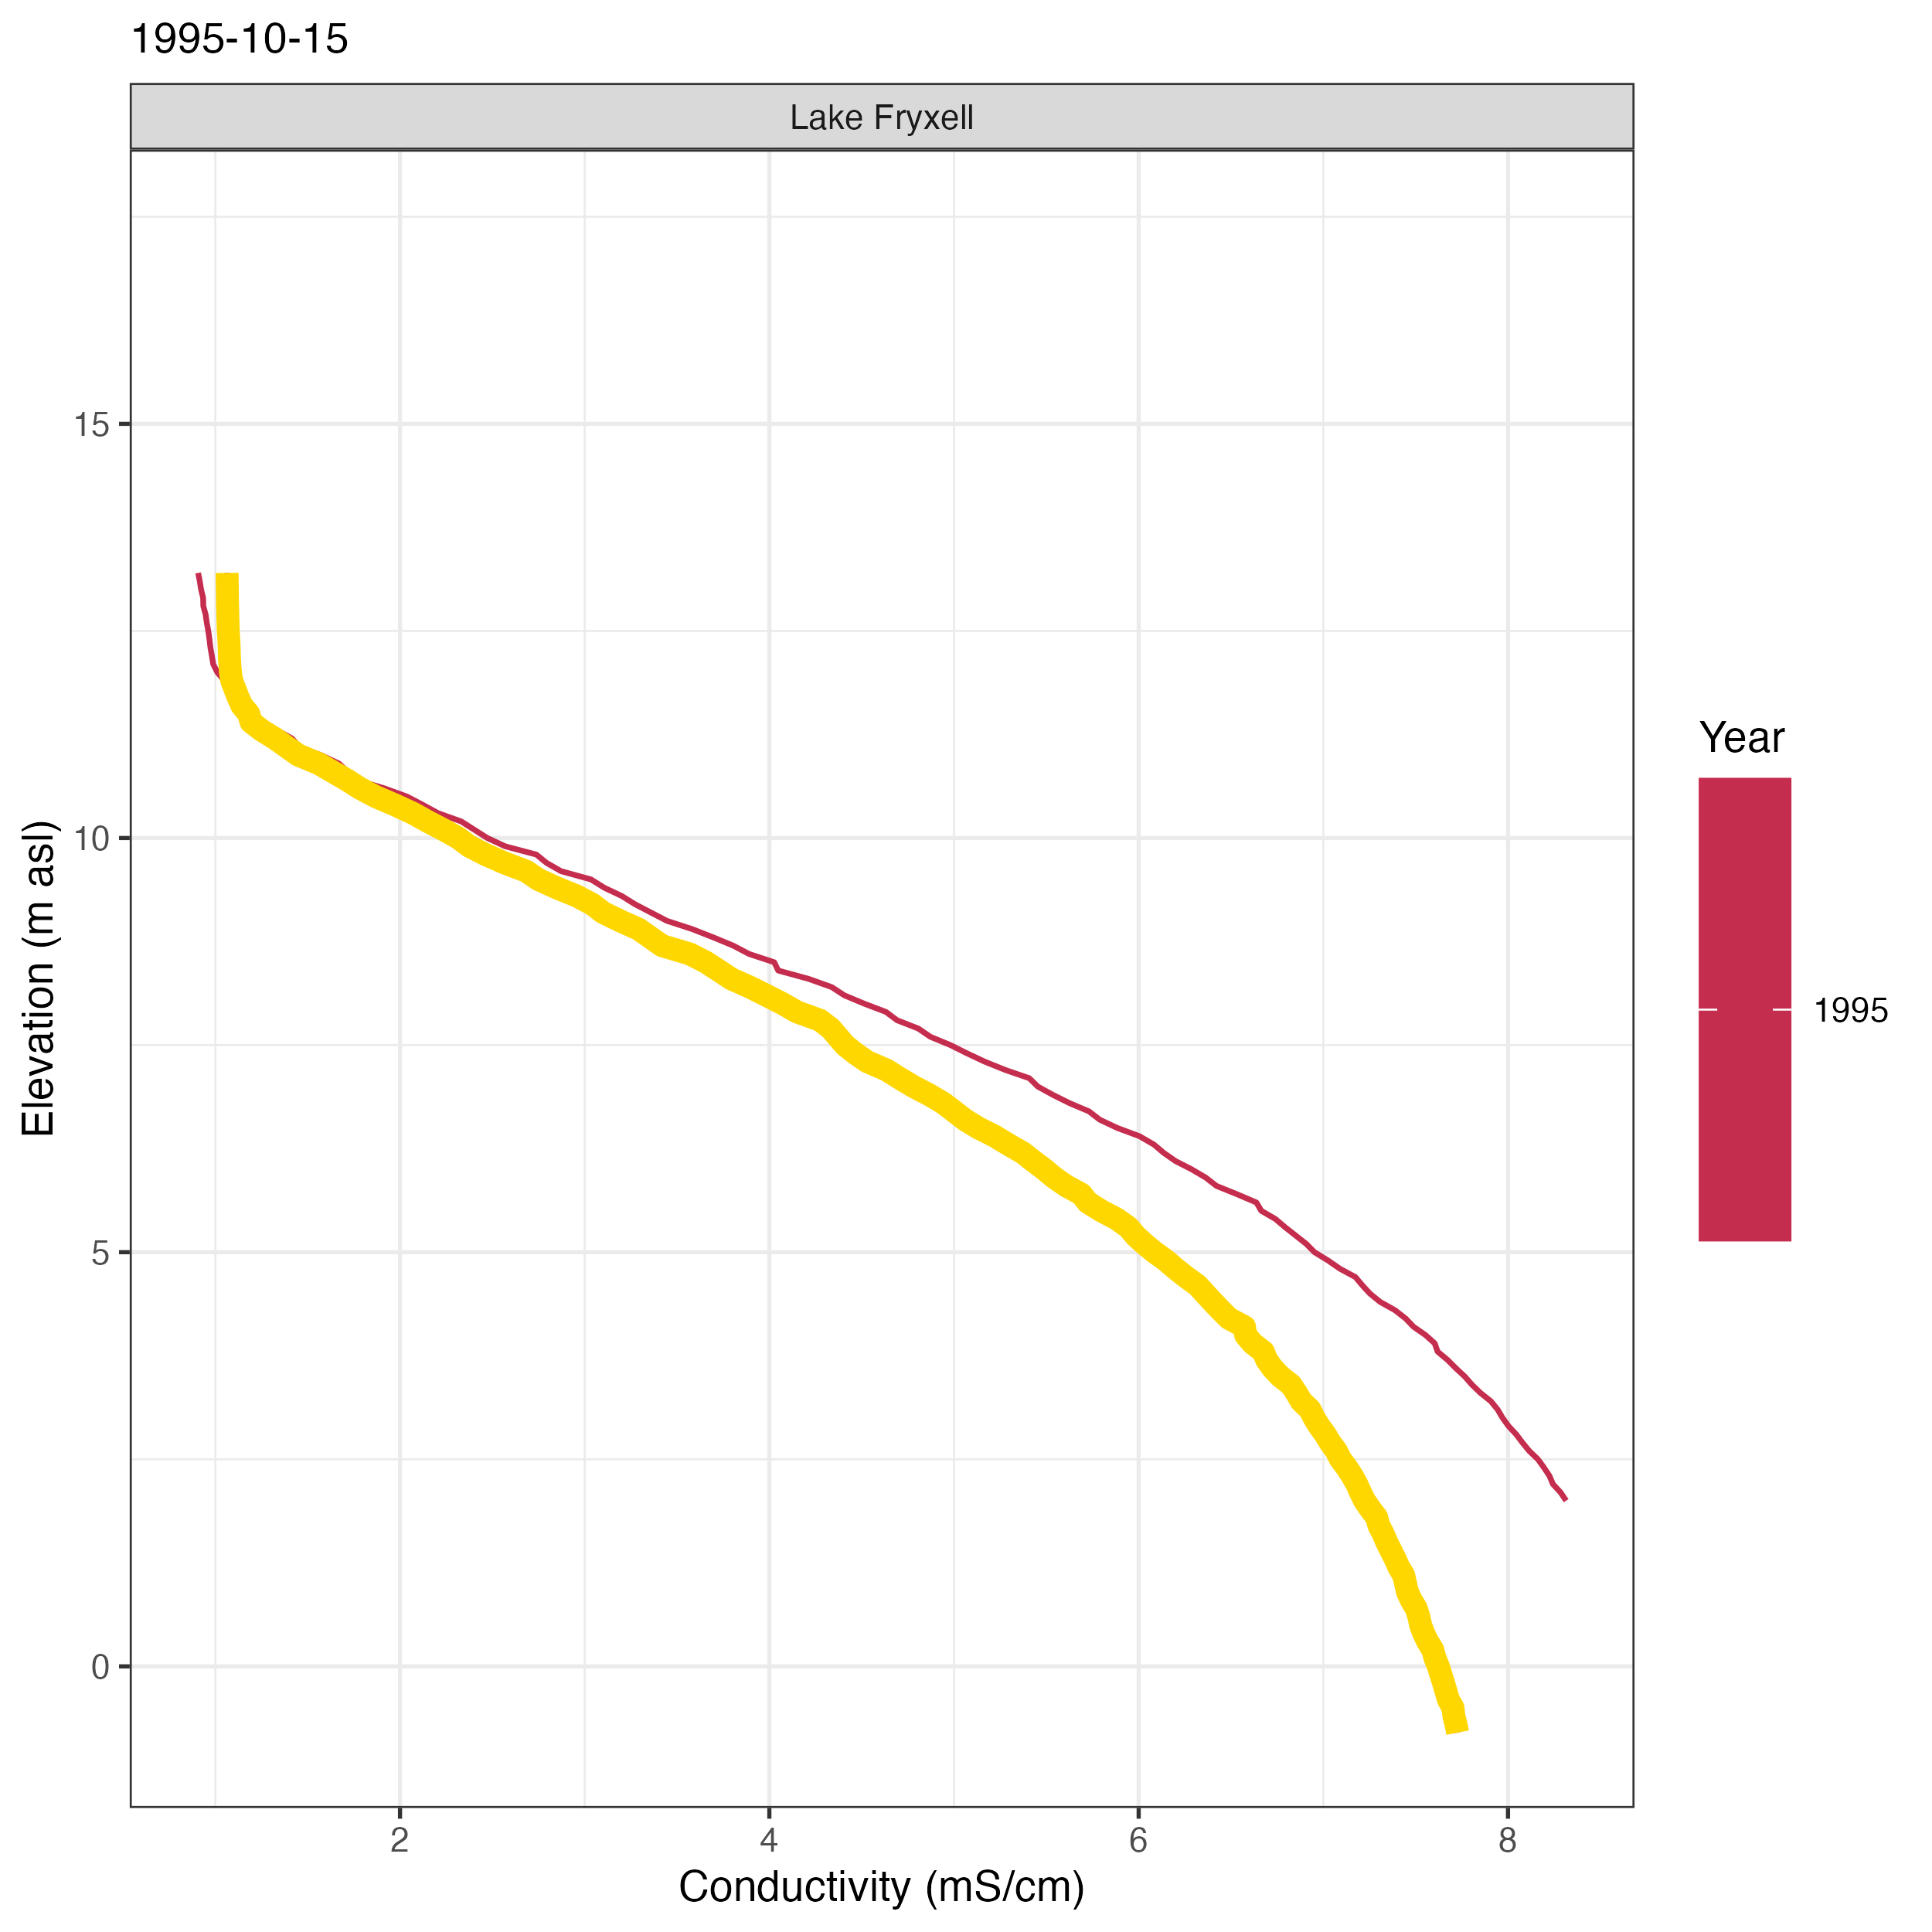 1995-10-15
Lake Fryxell
15
10
5
0
Elevation (m asl)
2 4 6 8
Conductivity (mS/cm)
Year
1995